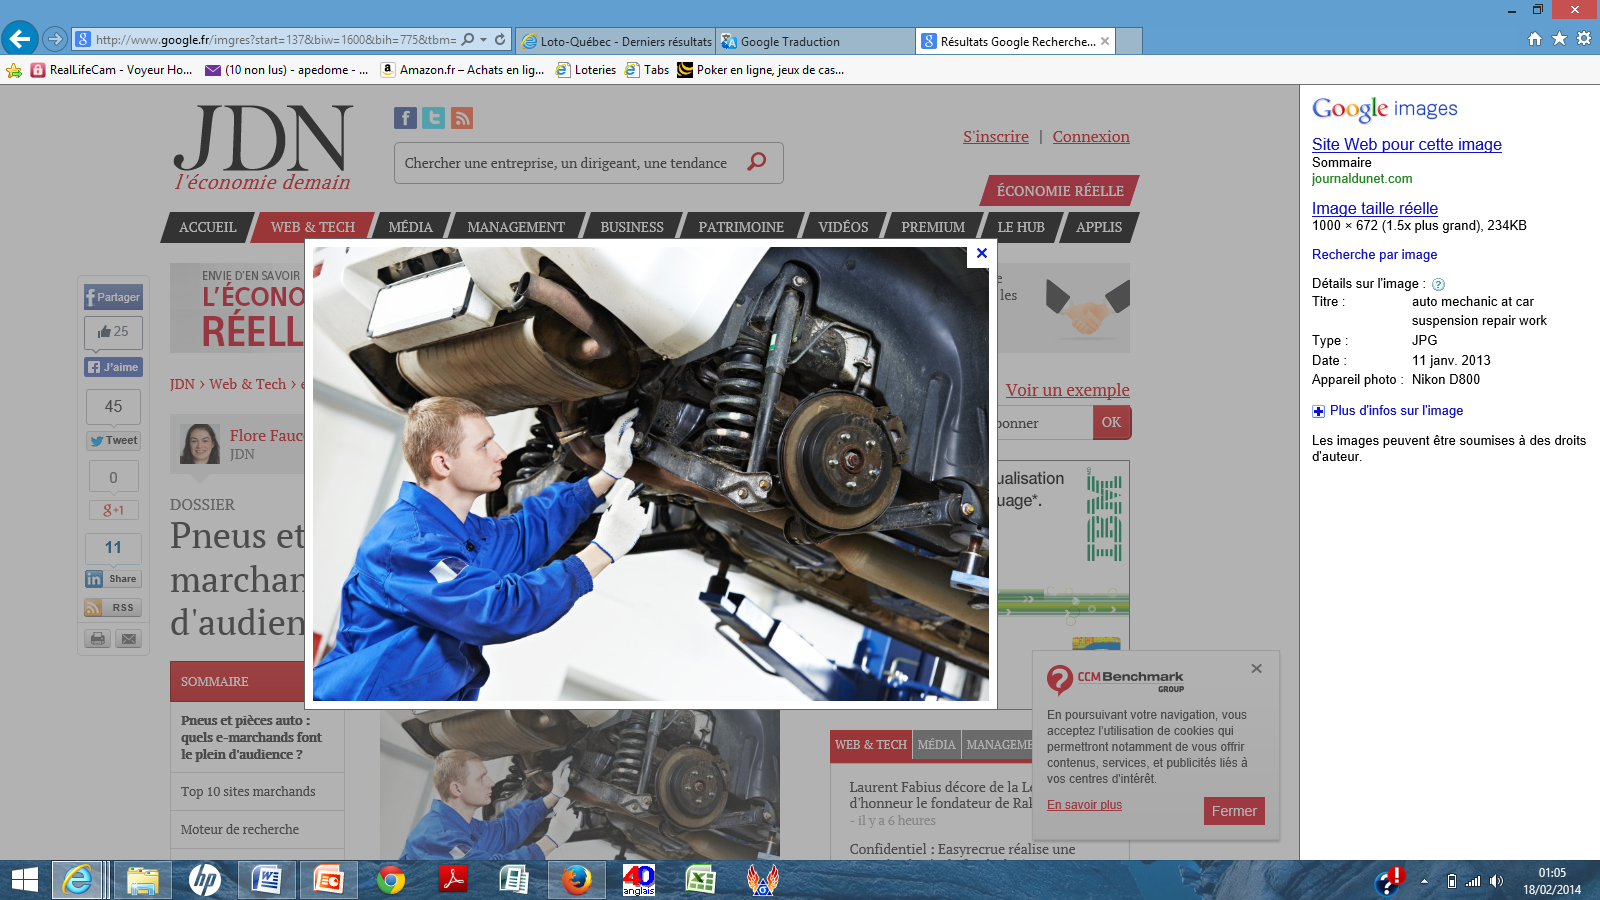 http://www.google.fr/imgres?start=137&biw=1600&bih=775&tbm=
Loto-Québec - Derniers résultats
Google Traduction
Résultats Google Recherche...
RealLifeCam - Voyeur Ho...
(10 non lus) - apedome - ...
Amazon.fr – Achats en lig...
Loteries
Tabs
Poker en ligne, jeux de cas...
JDN
l'économie demain
Chercher une entreprise, un dirigeant, une tendance
S'inscrire | Connexion
ÉCONOMIE RÉELLE
ACCUEIL
WEB & TECH
MÉDIA
MANAGEMENT
BUSINESS
PATRIMOINE
VIDÉOS
PREMIUM
LE HUB
APPLIS
Partager
25
J'aime
45
Tweet
0
g+1
11
Share
RSS
ENVIE D'EN SAVOIR
L'ÉCONO
RÉELL
les
JDN › Web & Tech ›
Voir un exemple
onner
OK
Flore Fauc
JDN
DOSSIER
Pneus et
marchan
d'audien
ualisation
uage*.
IBM
SOMMAIRE
Pneus et pièces auto :
quels e-marchands font
le plein d'audience ?
Top 10 sites marchands
Moteur de recherche
WEB & TECH
MÉDIA
MANAGEME
Laurent Fabius décore de la Lé
d'honneur le fondateur de Rak
- il y a 6 heures
Confidentiel : Easyrecrue réalise une
CCMBenchmark
GROUP
En poursuivant votre navigation, vous
acceptez l'utilisation de cookies qui
permettront notamment de vous offrir
contenus, services, et publicités liés à
vos centres d'intérêt.
En savoir plus
Fermer
Google images
Site Web pour cette image
Sommaire
journaldunet.com
Image taille réelle
1000 × 672 (1.5x plus grand), 234KB
Recherche par image
Détails sur l'image :
Titre : auto mechanic at car
suspension repair work
Type : JPG
Date : 11 janv. 2013
Appareil photo : Nikon D800
Plus d'infos sur l'image
Les images peuvent être soumises à des droits
d'auteur.
40
anglais
01:05
18/02/2014